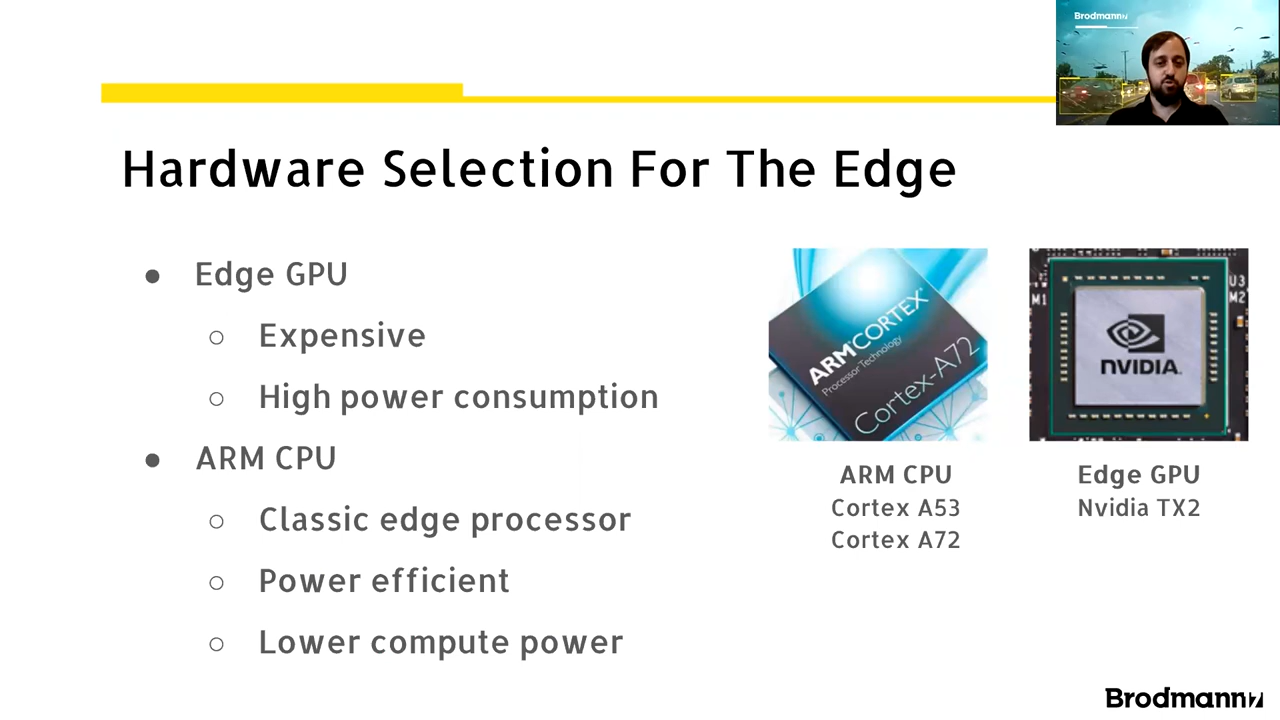 Brodmann7
Hardware Selection For The Edge
● Edge GPU
○ Expensive
○ High power consumption
● ARM CPU
○ Classic edge processor
○ Power efficient
○ Lower compute power
ARM®CORTEX®
Processor Technology
Cortex-A72
M1
U3
M2
NVIDIA.
ARM CPU
Cortex A53
Cortex A72
Edge GPU
Nvidia TX2
Brodmann17